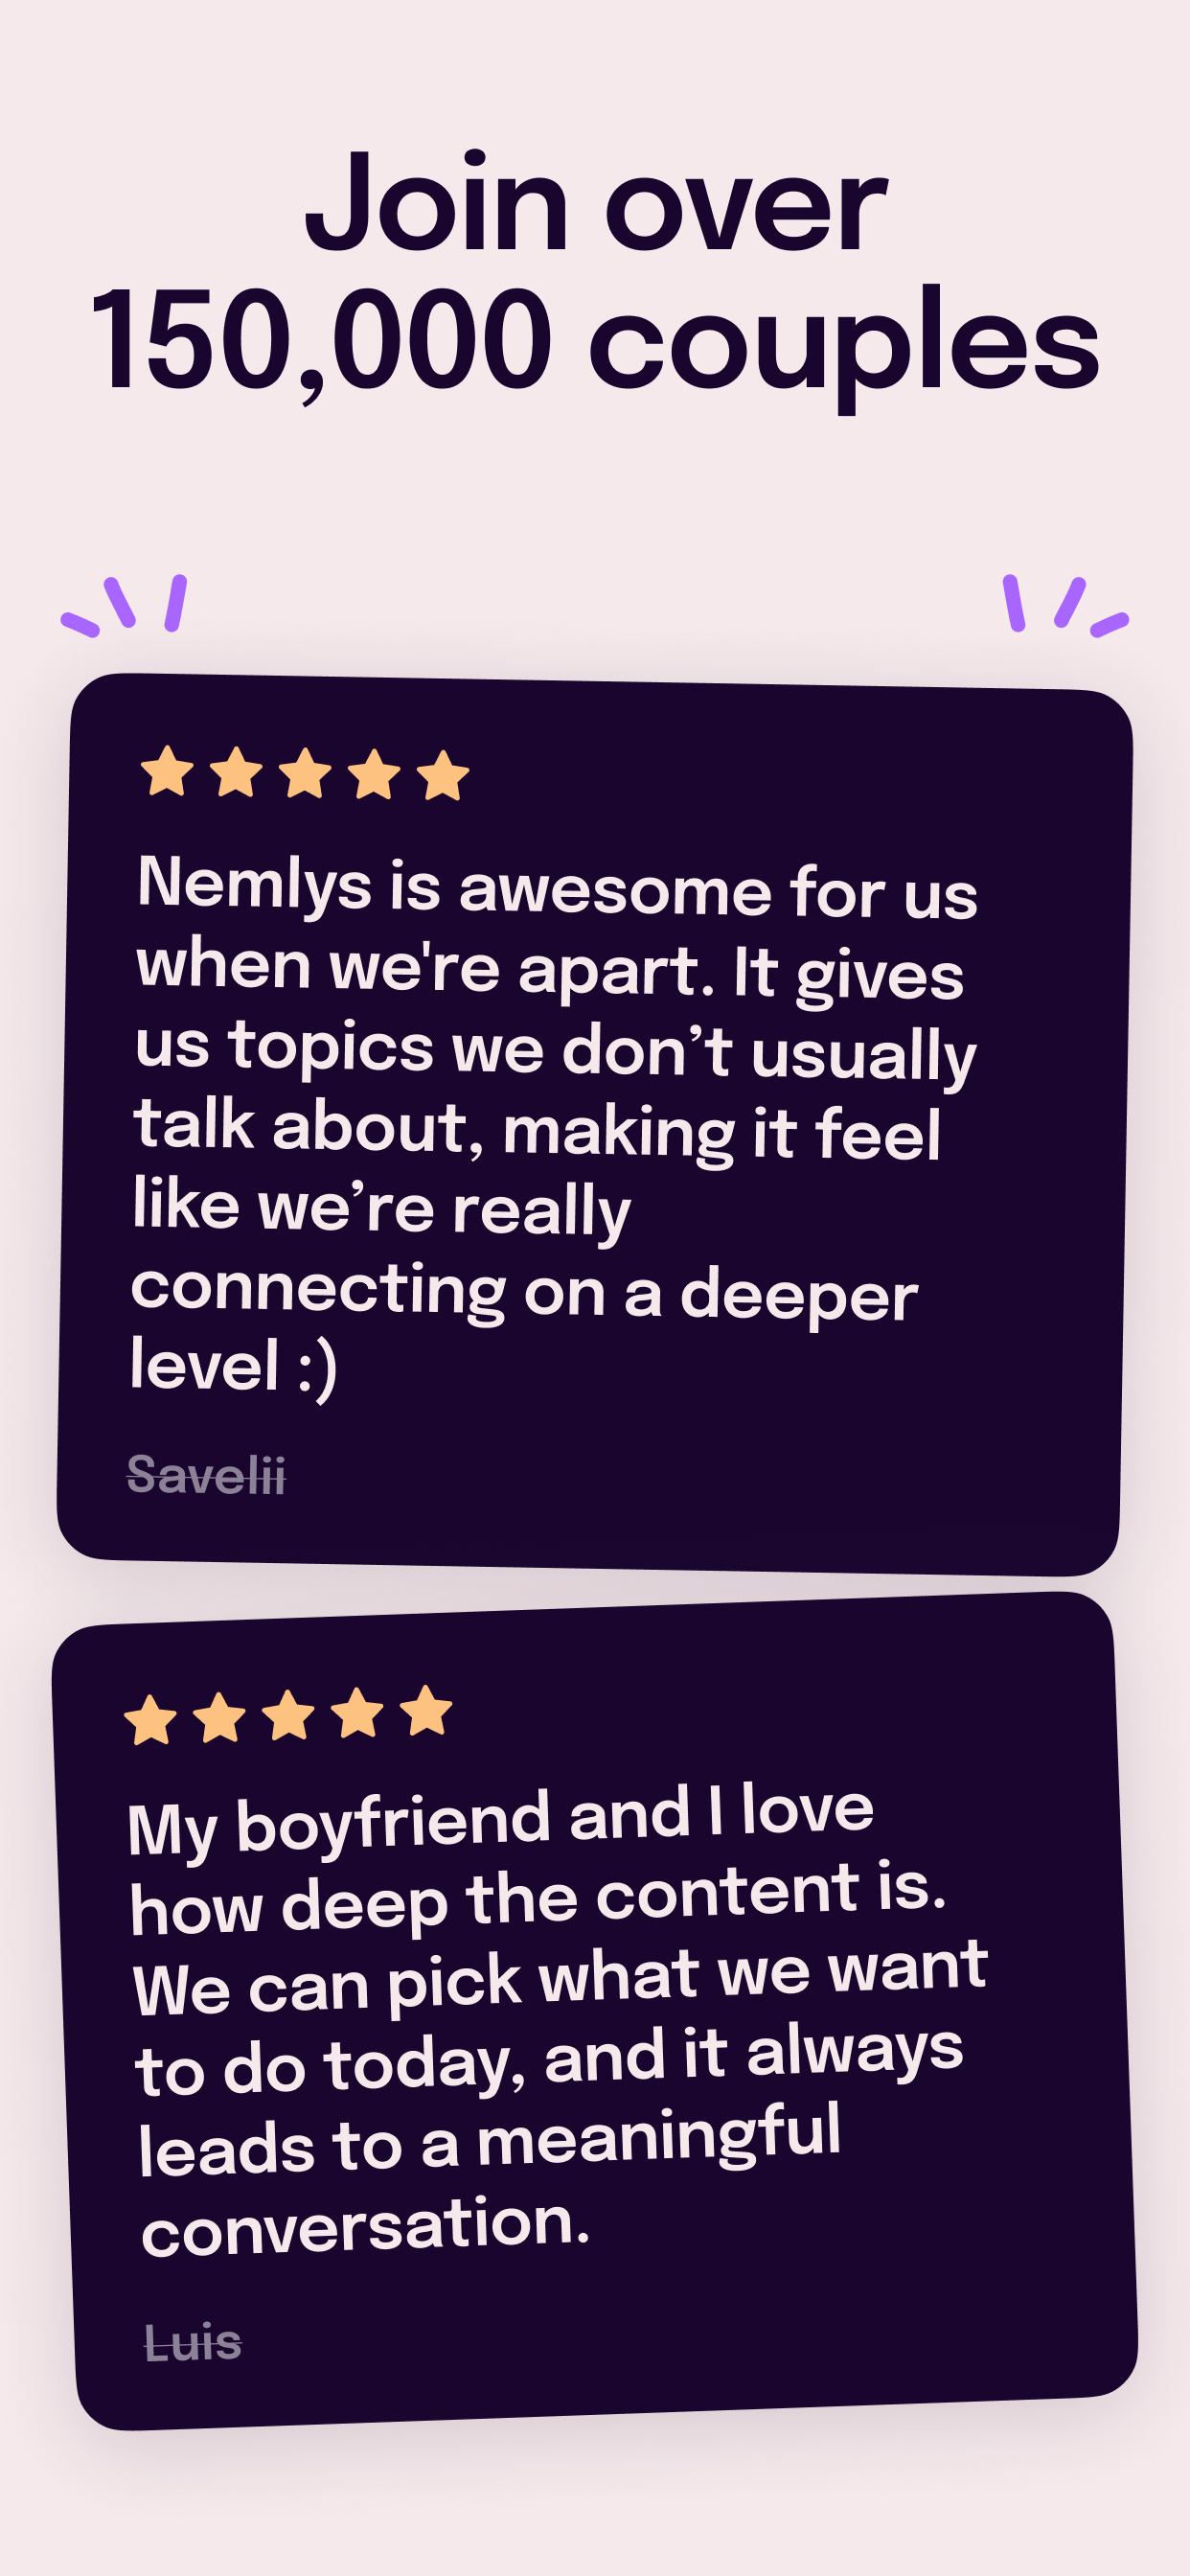 Join over
150,000 couples
Nemlys is awesome for us
when we're apart. It gives
us topics we don’t usually
talk about, making it feel
like we’re really
connecting on a deeper
level :)
Savelii
My boyfriend and I love
how deep the content is.
We can pick what we want
to do today, and it always
leads to a meaningful
conversation.
Luis